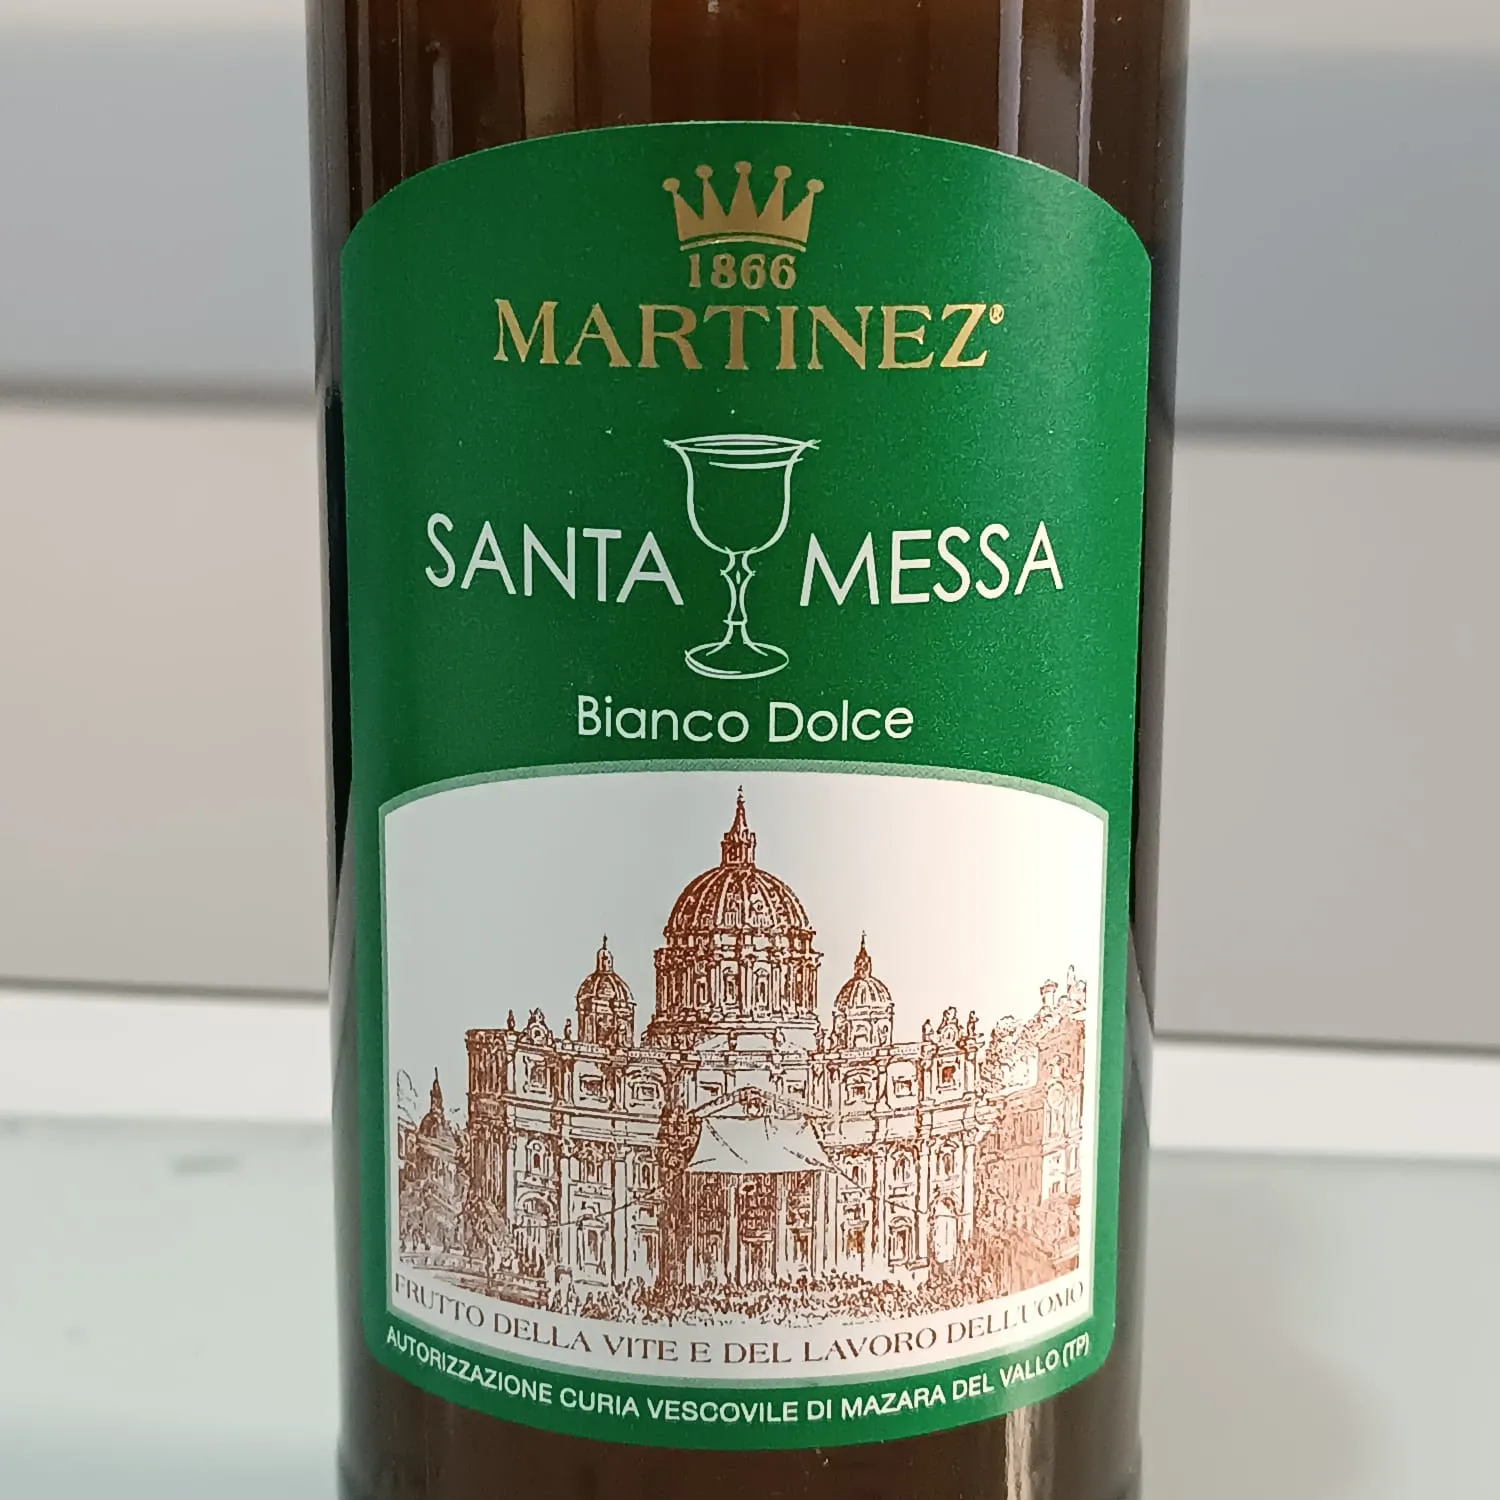 1866
MARTINEZ®
SANTA MESSA
Bianco Dolce
FRUTTO DELLA VITE E DEL LAVORO DELL'UOMO
AUTORIZZAZIONE CURIA VESCOVILE DI MAZARA DEL VALLO (TP)